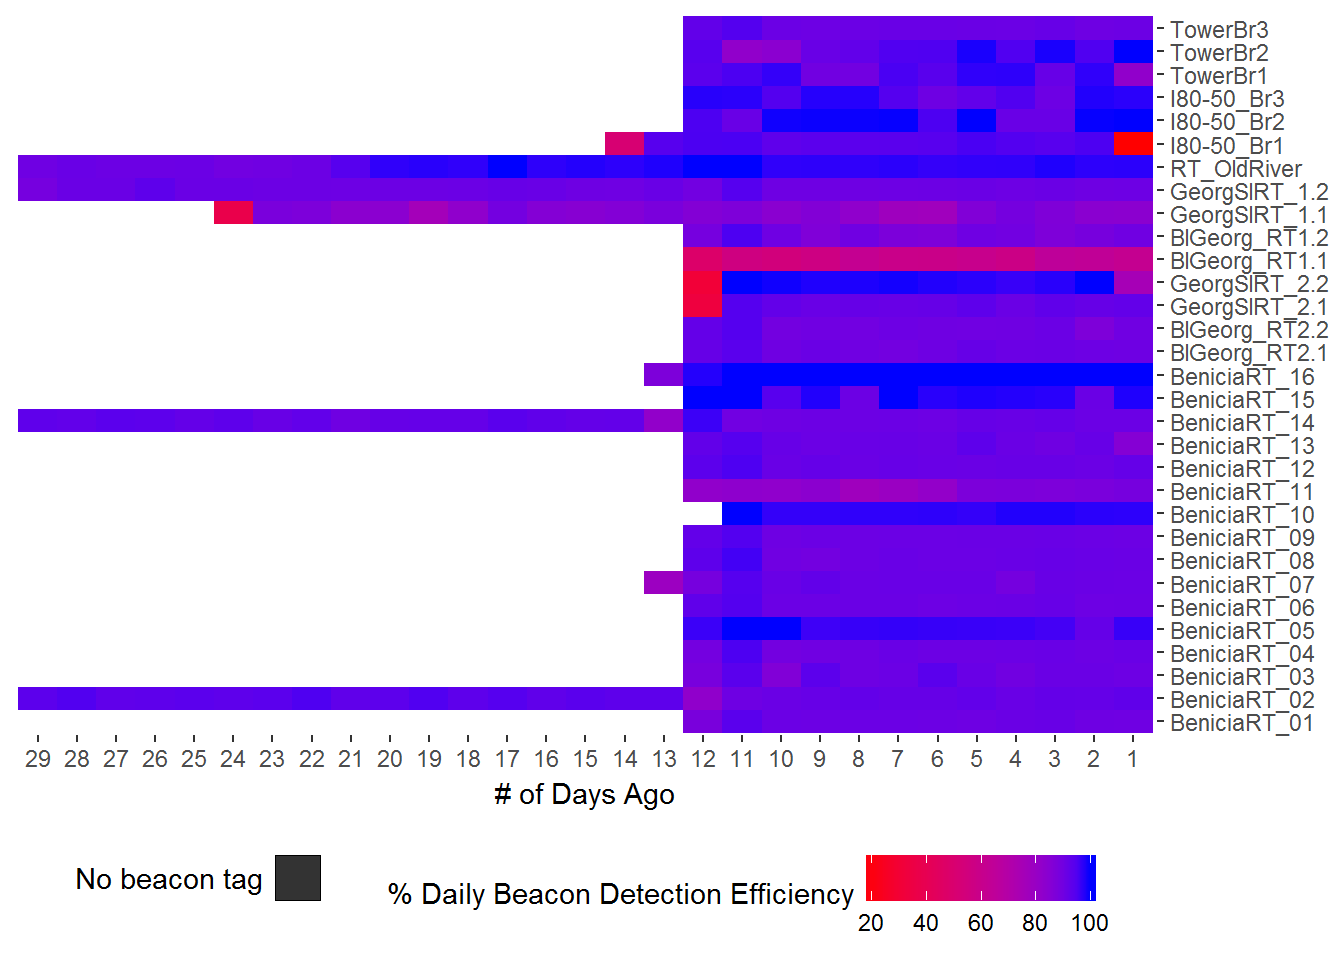 TowerBr3
TowerBr2
TowerBr1
I80-50_Br3
I80-50_Br2
I80-50_Br1
RT_OldRiver
GeorgSlRT_1.2
GeorgSlRT_1.1
BlGeorg_RT1.2
BlGeorg_RT1.1
GeorgSlRT_2.2
GeorgSlRT_2.1
BlGeorg_RT2.2
BlGeorg_RT2.1
BeniciaRT_16
BeniciaRT_15
BeniciaRT_14
BeniciaRT_13
BeniciaRT_12
BeniciaRT_11
BeniciaRT_10
BeniciaRT_09
BeniciaRT_08
BeniciaRT_07
BeniciaRT_06
BeniciaRT_05
BeniciaRT_04
BeniciaRT_03
BeniciaRT_02
BeniciaRT_01
29 28 27 26 25 24 23 22 21 20 19 18 17 16 15 14 13 12 11 10 9 8 7 6 5 4 3 2 1
# of Days Ago
No beacon tag
% Daily Beacon Detection Efficiency
20 40 60 80 100